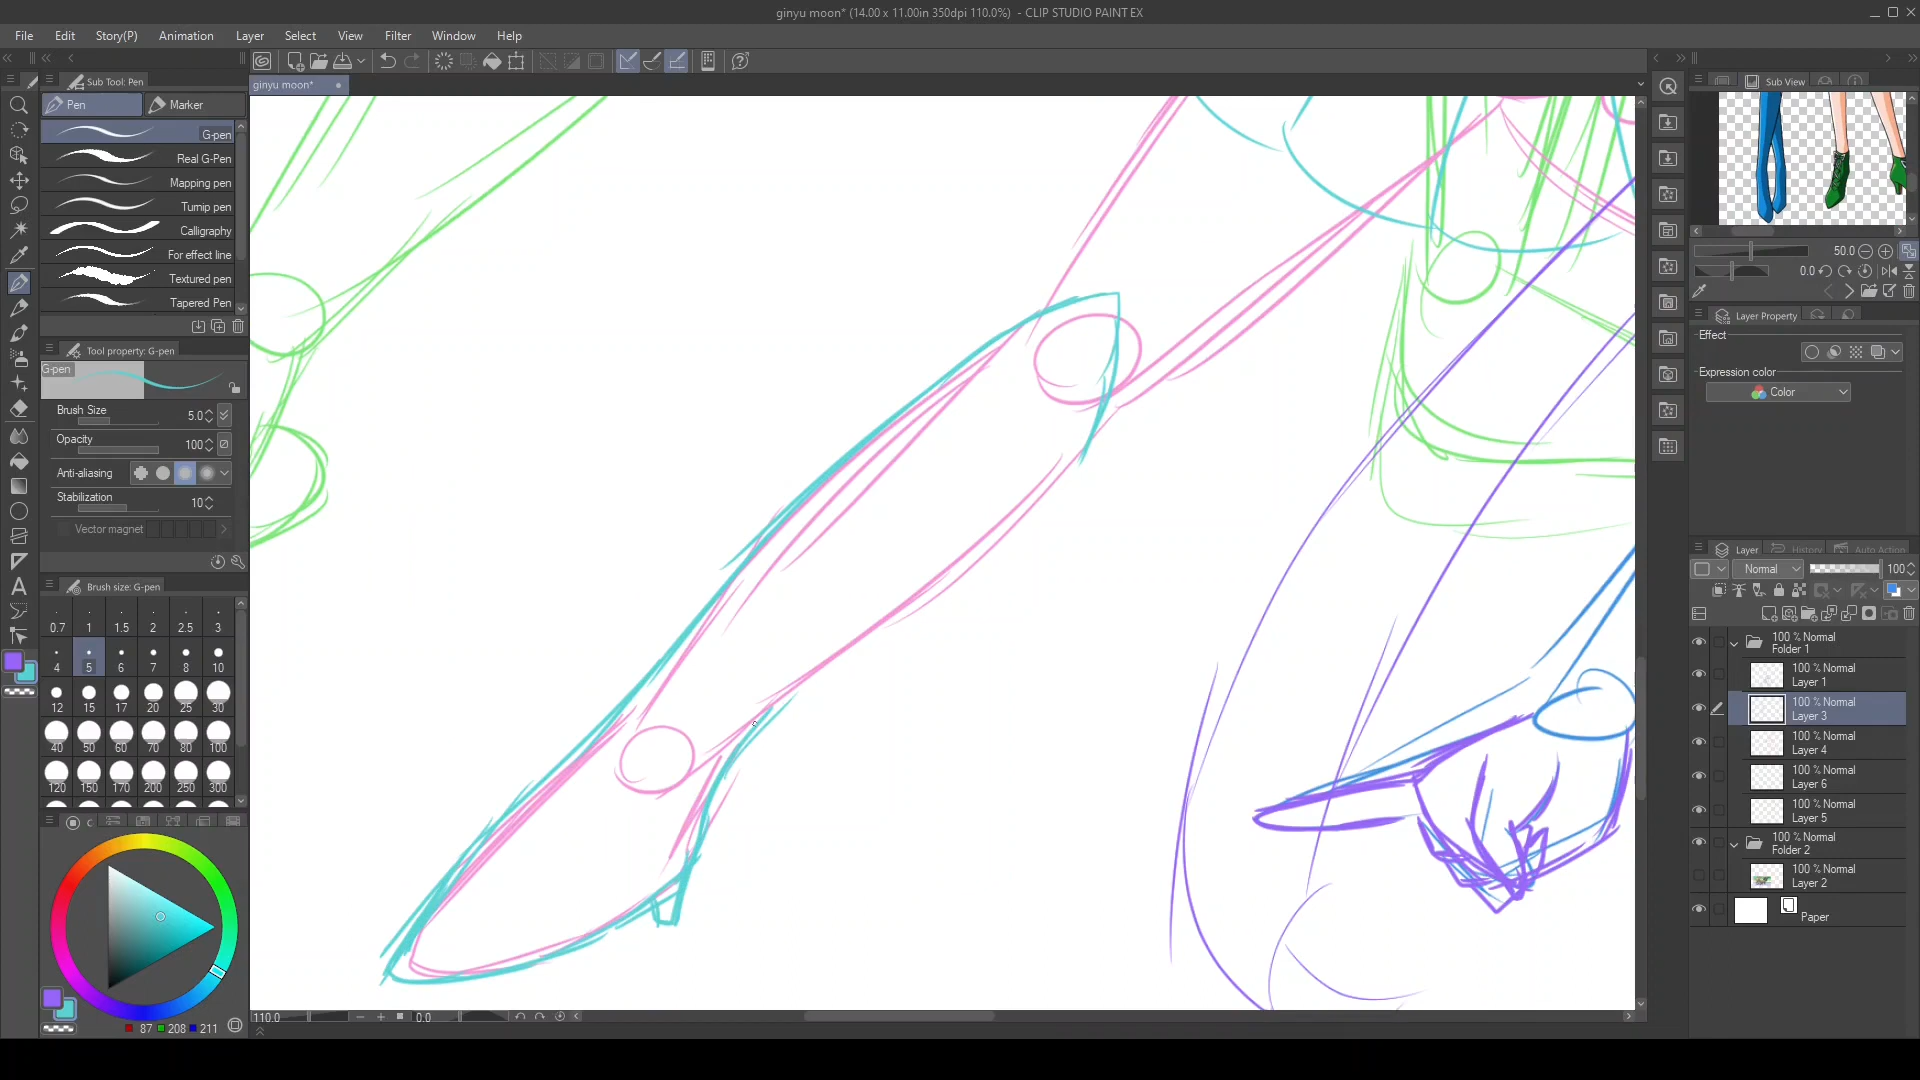 ginyu moon* (14.00 x 11.00in 350dpi 110.0%) - CLIP STUDIO PAINT EX
File Edit Story(P) Animation Layer Select View Filter Window Help
Sub Tool: Pen
ginyu moon*
Sub View
Pen Marker
G-pen
Real G-Pen
Mapping pen
Turnip pen
Calligraphy
For effect line
Textured pen
Tapered Pen
Tool property: G-pen
G-pen
Brush Size 5.0
Opacity 100
Anti-aliasing
Stabilization 10
Vector magnet
Brush size: G-pen
0.7 1 1.5 2 2.5 3
4 5 6 7 8 10
12 15 17 20 25 30
40 50 60 70 80 100
120 150 170 200 250 300
87 208 211
110.0 0.0
50.0
0.0
Layer Property
Effect
Expression color
Color
Layer History Auto Action
Normal 100
100 % Normal
Folder 1
100 % Normal
Layer 1
100 % Normal
Layer 3
100 % Normal
Layer 4
100 % Normal
Layer 6
100 % Normal
Layer 5
100 % Normal
Folder 2
100 % Normal
Layer 2
Paper